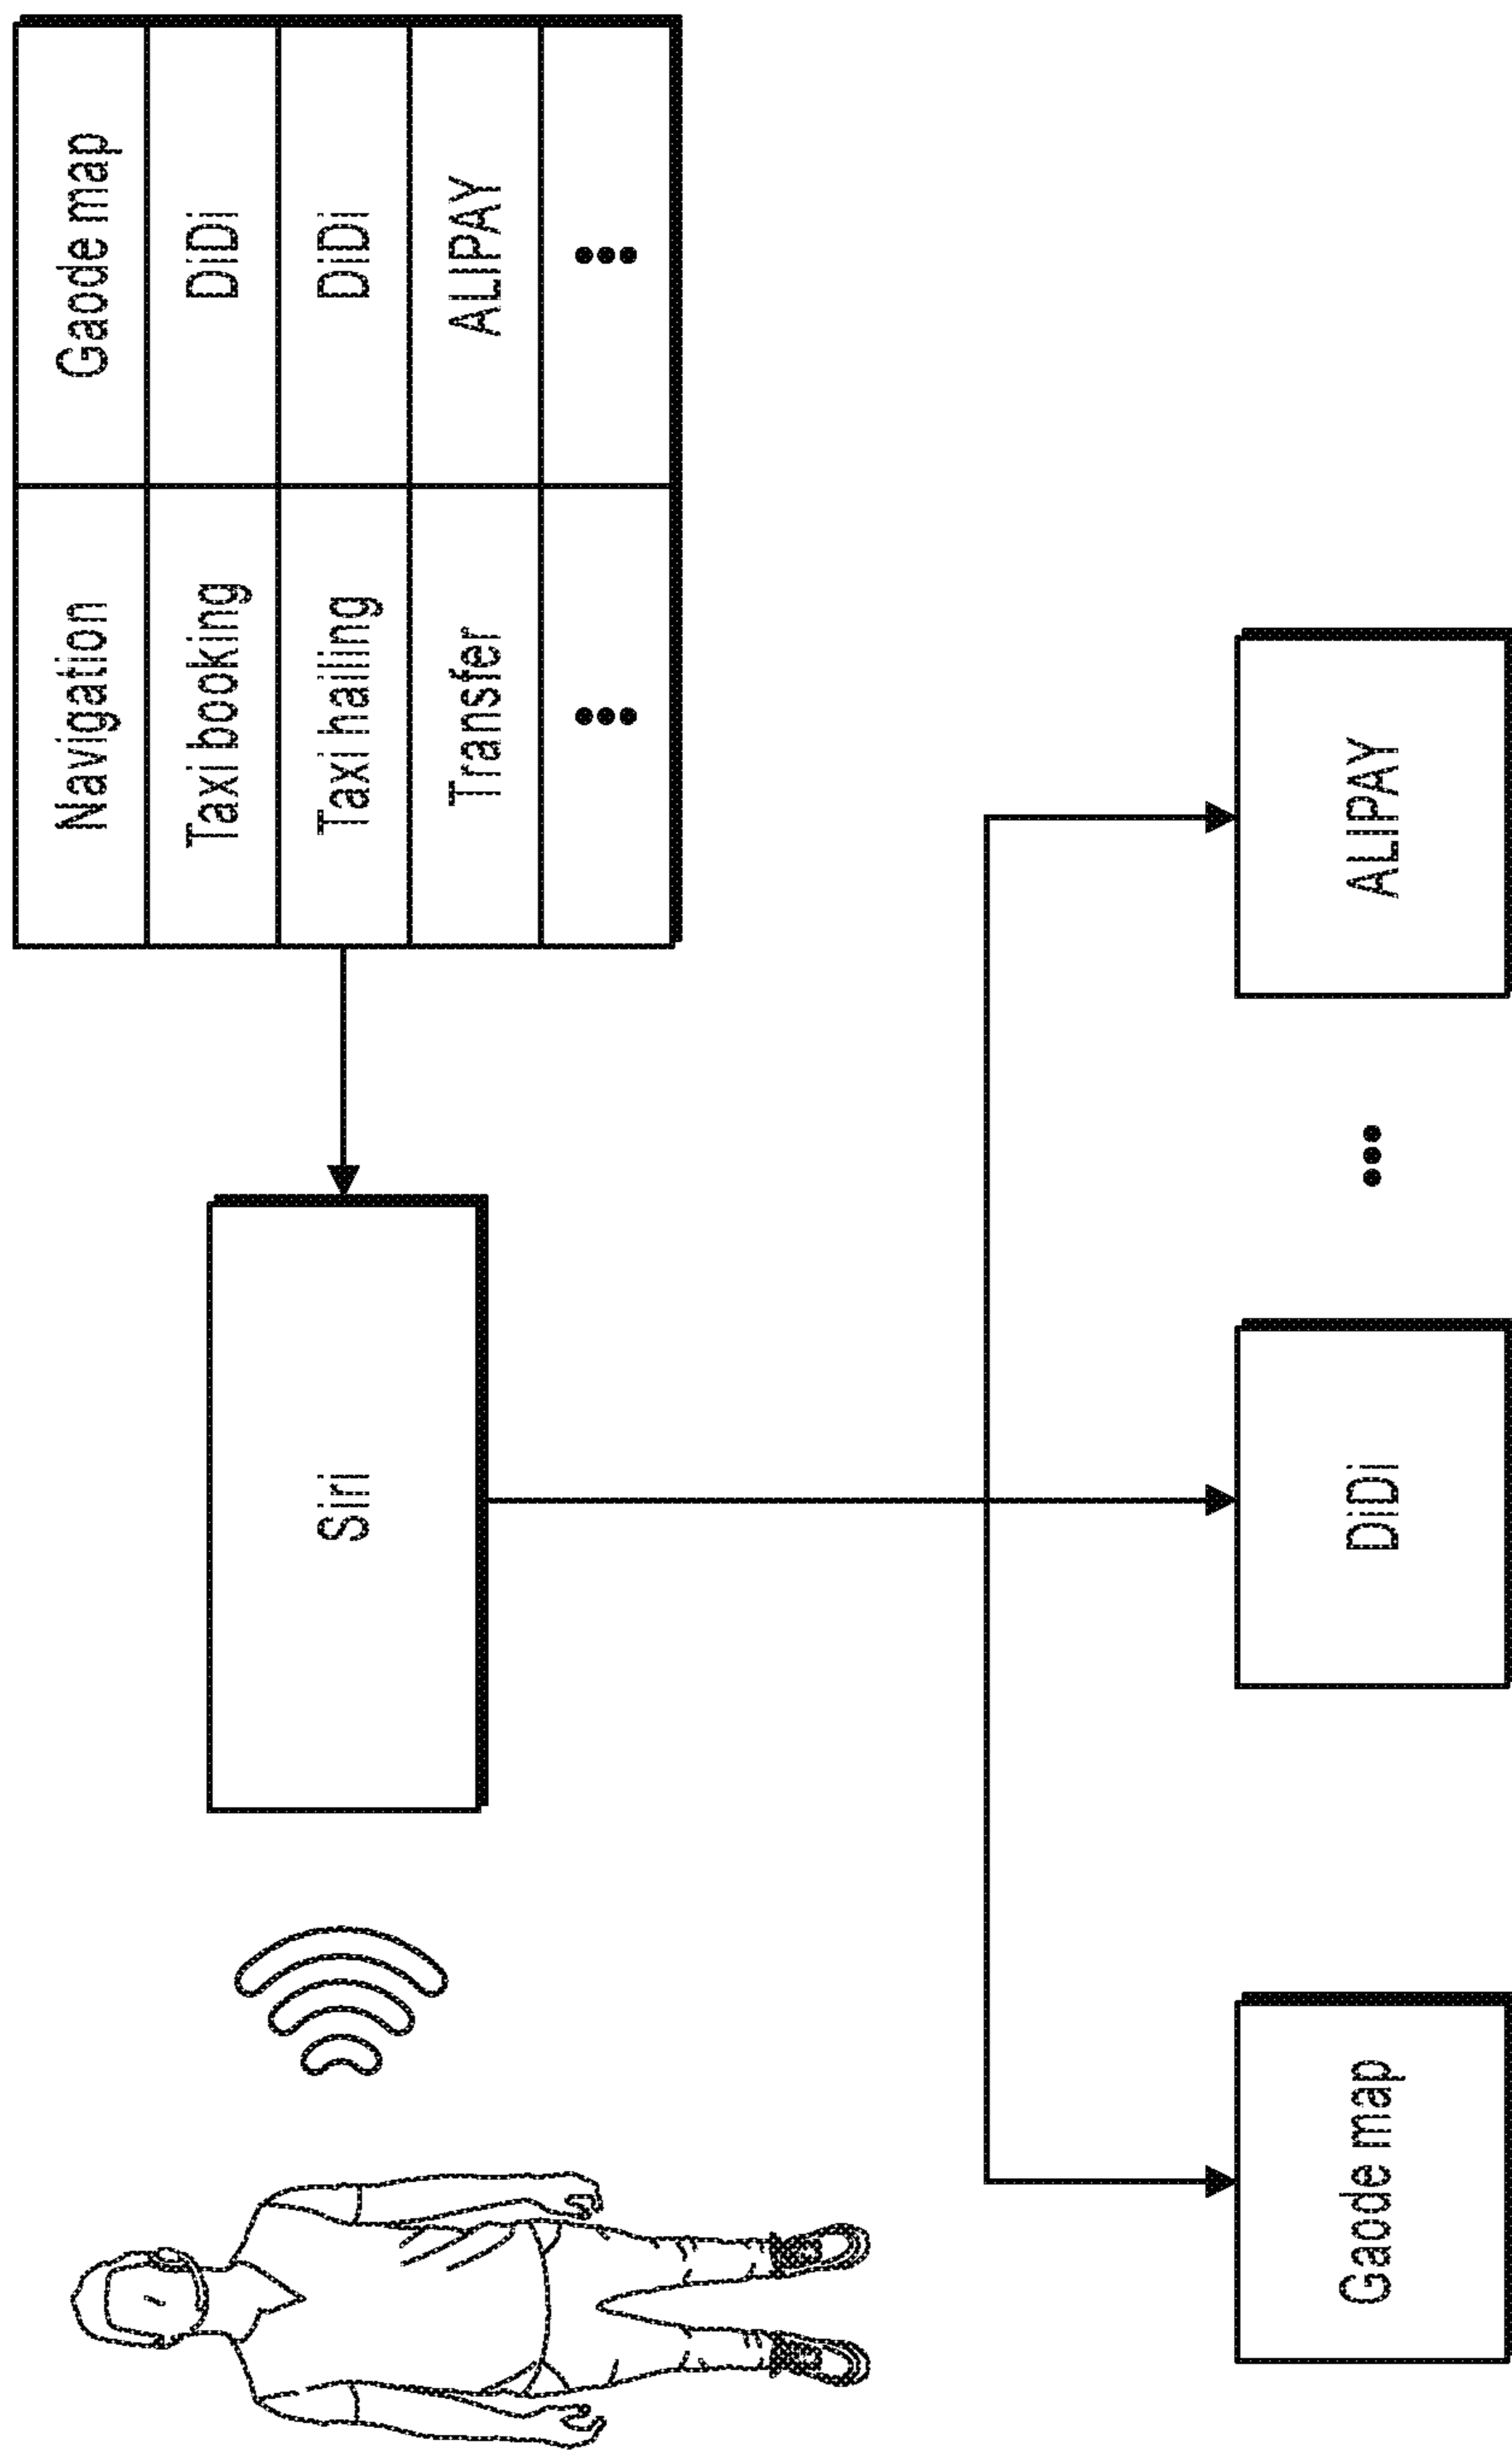 Siri
Navigation
Gaode map
Taxi booking
DiDi
Taxi hailing
DiDi
Transfer
ALIPAY
•••
•••
Gaode map
DiDi
•••
ALIPAY